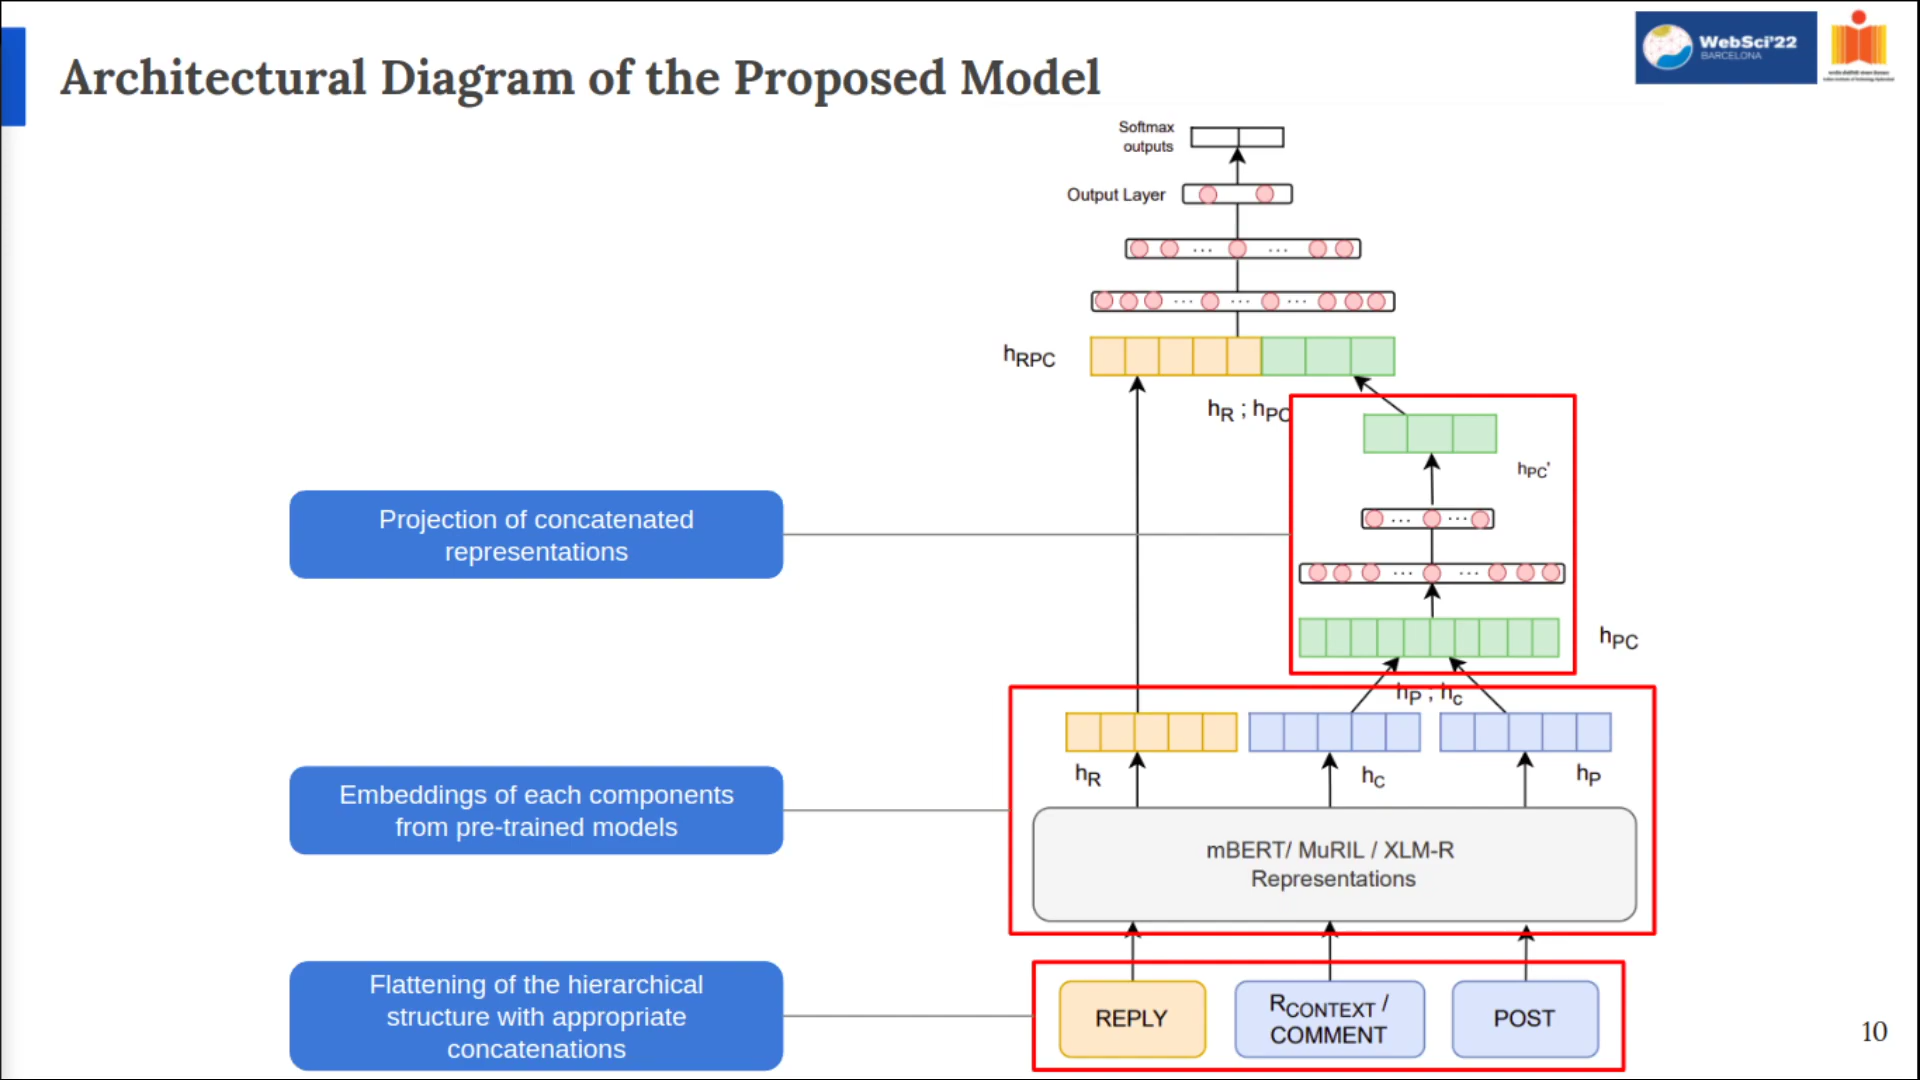 Architectural Diagram of the Proposed Model
WebSci'22
BARCELONA
Softmax
outputs
Output Layer
... ...
... ... ...
hRPC
hR ; hPC
hPC'
... ...
... ...
hPC
hP ; hc
hR
hC
hP
Projection of concatenated
representations
Embeddings of each components
from pre-trained models
mBERT/ MuRIL / XLM-R
Representations
Flattening of the hierarchical
structure with appropriate
concatenations
REPLY
RCONTEXT /
COMMENT
POST
10